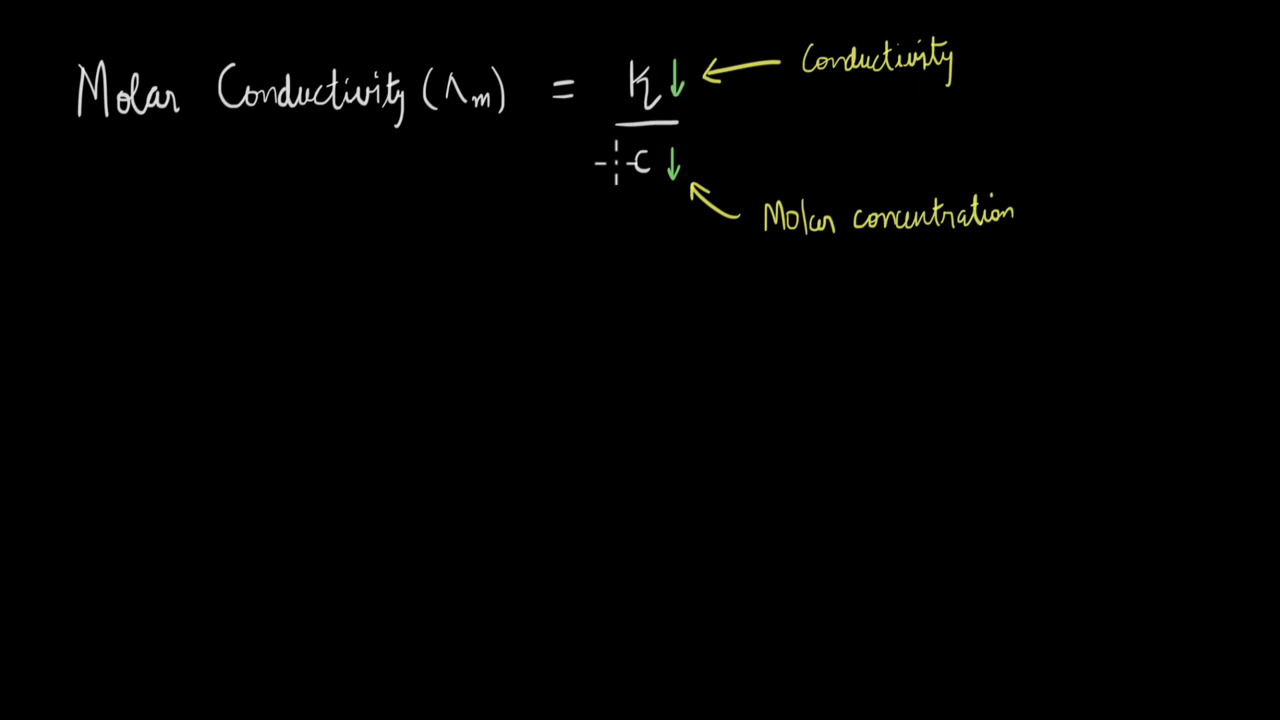 Molar Conductivity (Λm) = K↓ / C↓ ← Conductivity
Molar concentration